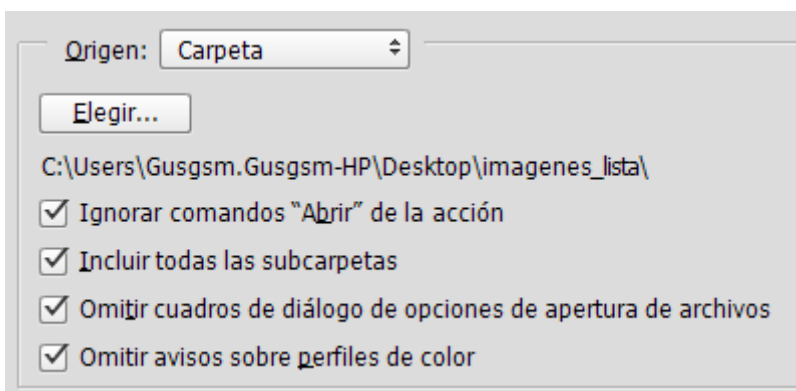 Origen: Carpeta
Elegir...
C:\Users\Gusgsm.Gusgsm-HP\Desktop\imagenes_lista\
Ignorar comandos “Abrir” de la acción
Incluir todas las subcarpetas
Omitir cuadros de diálogo de opciones de apertura de archivos
Omitir avisos sobre perfiles de color